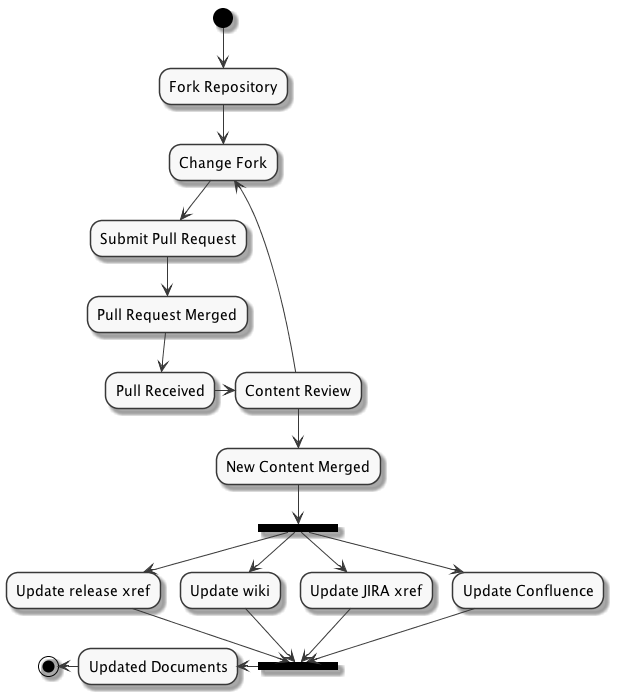 Fork Repository
Change Fork
Submit Pull Request
Pull Request Merged
Pull Received
Content Review
New Content Merged
Update release xref
Update wiki
Update JIRA xref
Update Confluence
Updated Documents